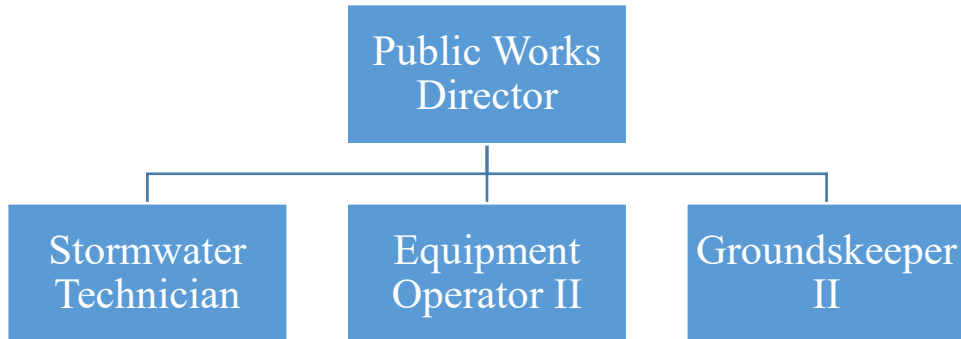 Public Works
Director
Stormwater
Technician
Equipment
Operator II
Groundskeeper
II